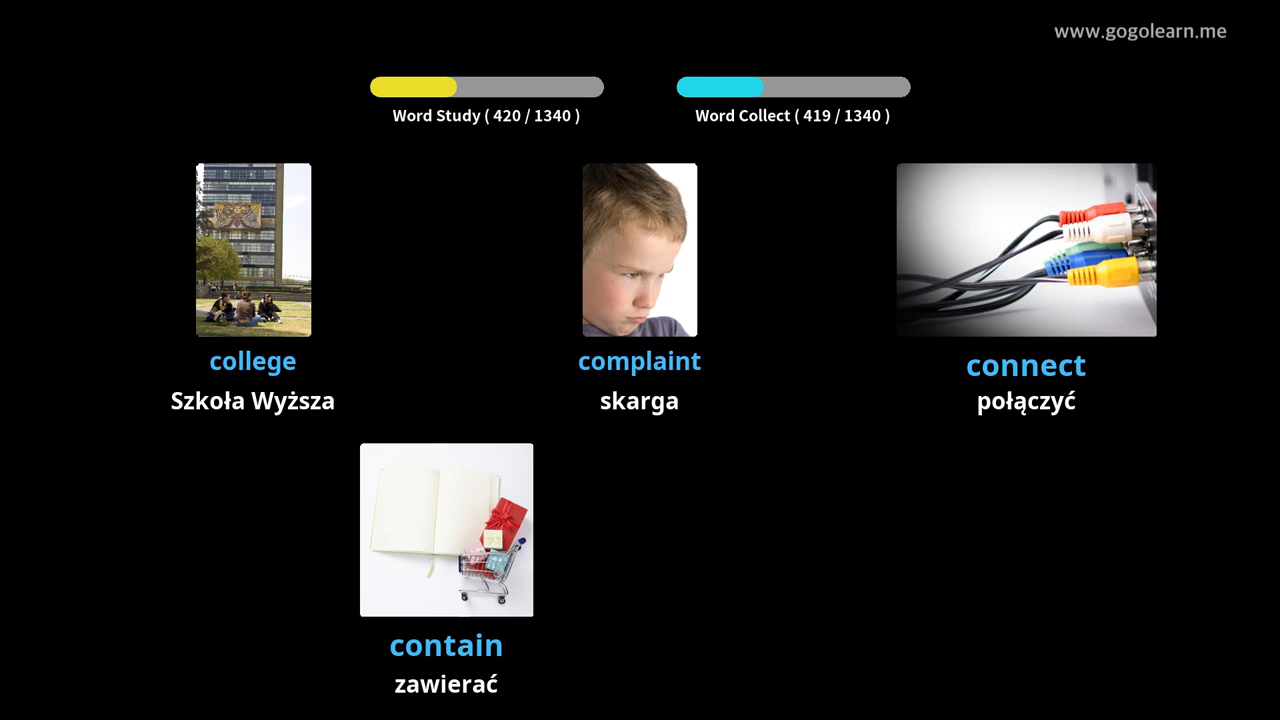 www.gogolearn.me
Word Study ( 420 / 1340 )
Word Collect ( 419 / 1340 )
college
complaint
connect
Szkoła Wyższa
skarga
połączyć
contain
zawierać